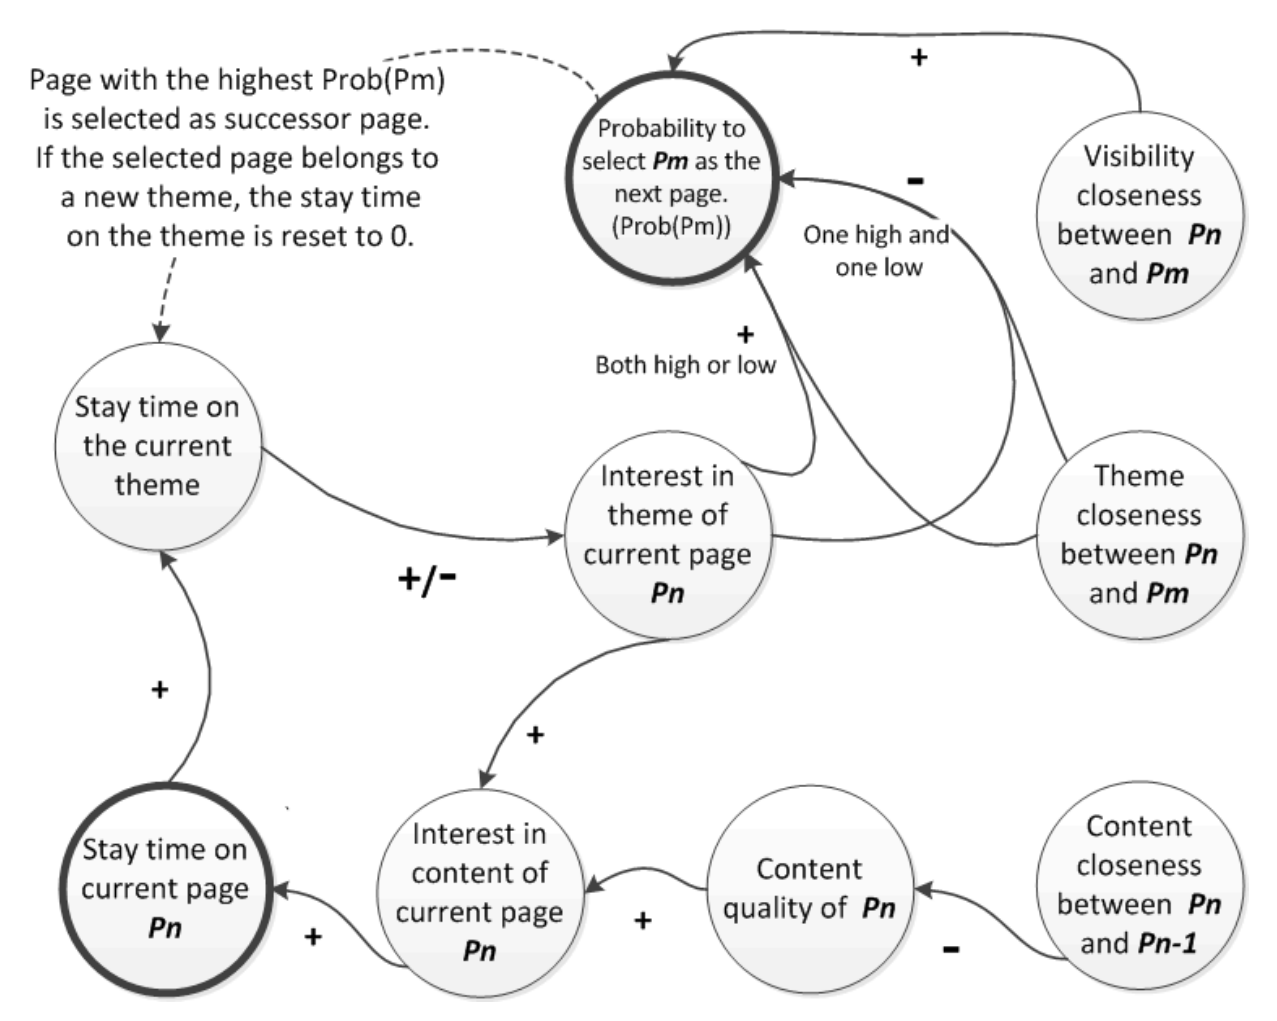 Page with the highest Prob(Pm)
is selected as successor page.
If the selected page belongs to
a new theme, the stay time
on the theme is reset to 0.
Probability to
select Pm as the
next page.
(Prob(Pm))
+
Visibility
closeness
between Pn
and Pm
-
One high and
one low
+
Both high or low
Stay time on
the current
theme
+/-
Interest in
theme of
current page
Pn
Theme
closeness
between Pn
and Pm
+
+
Stay time on
current page
Pn
+
Interest in
content of
current page
Pn
+
Content
quality of Pn
-
Content
closeness
between Pn
and Pn-1